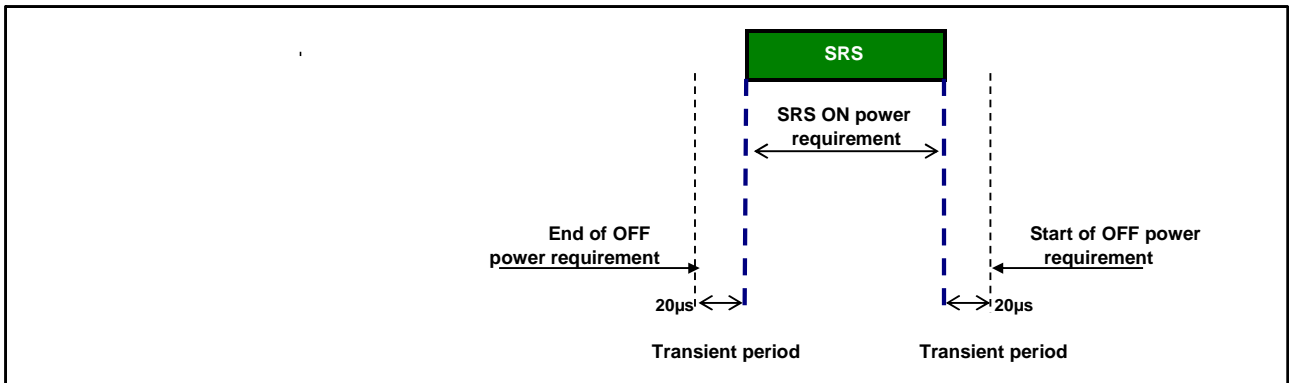 SRS
SRS ON power
requirement
End of OFF
power requirement
Start of OFF power
requirement
20µs
20µs
Transient period
Transient period